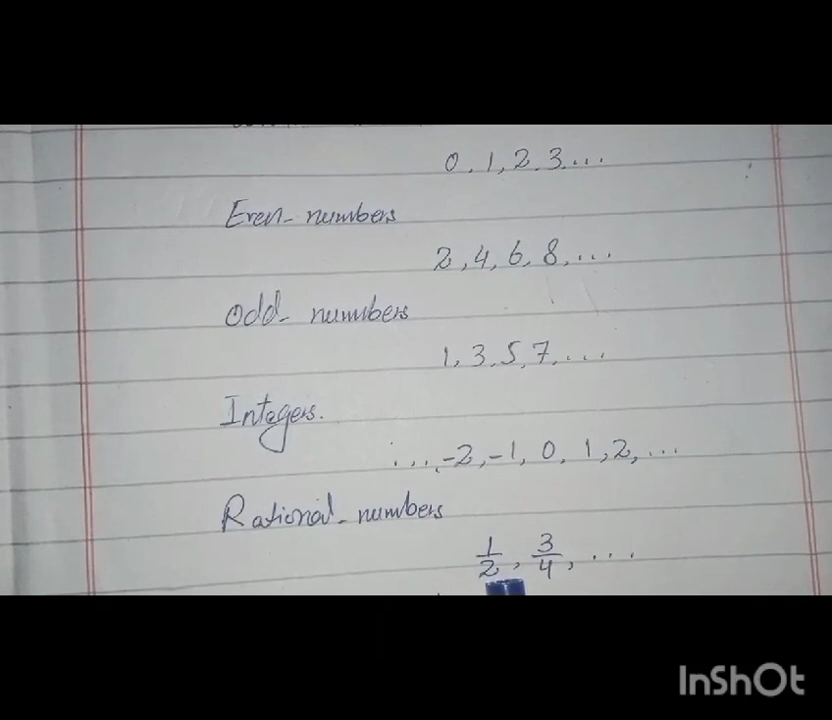 0, 1, 2, 3, ...
Even- numbers
2, 4, 6, 8, ...
Odd- numbers
1, 3, 5, 7, ...
Integers.
..., -2, -1, 0, 1, 2, ...
Rational- numbers
1/2, 3/4, ...
InShOt